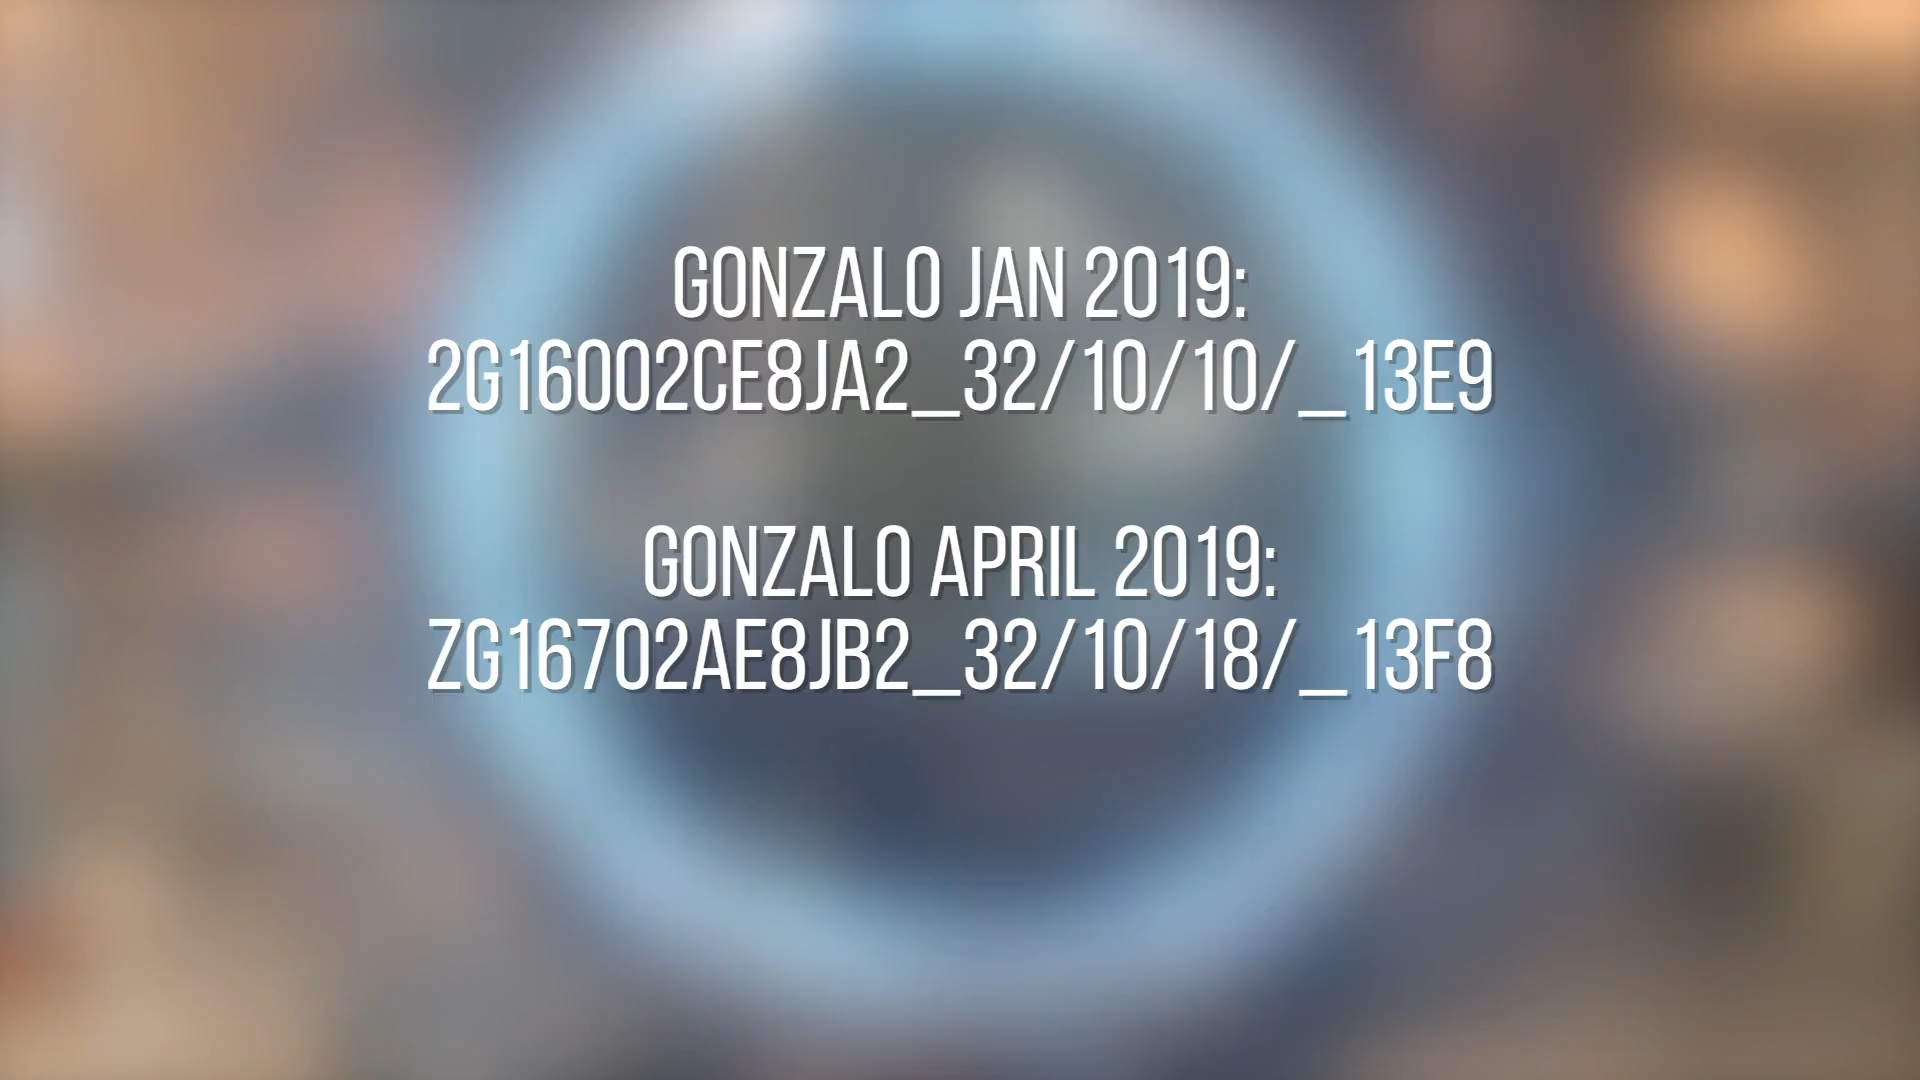 GONZALO JAN 2019:
2G16002CE8JA2_32/10/10/_13E9
GONZALO APRIL 2019:
ZG16702AE8JB2_32/10/18/_13F8